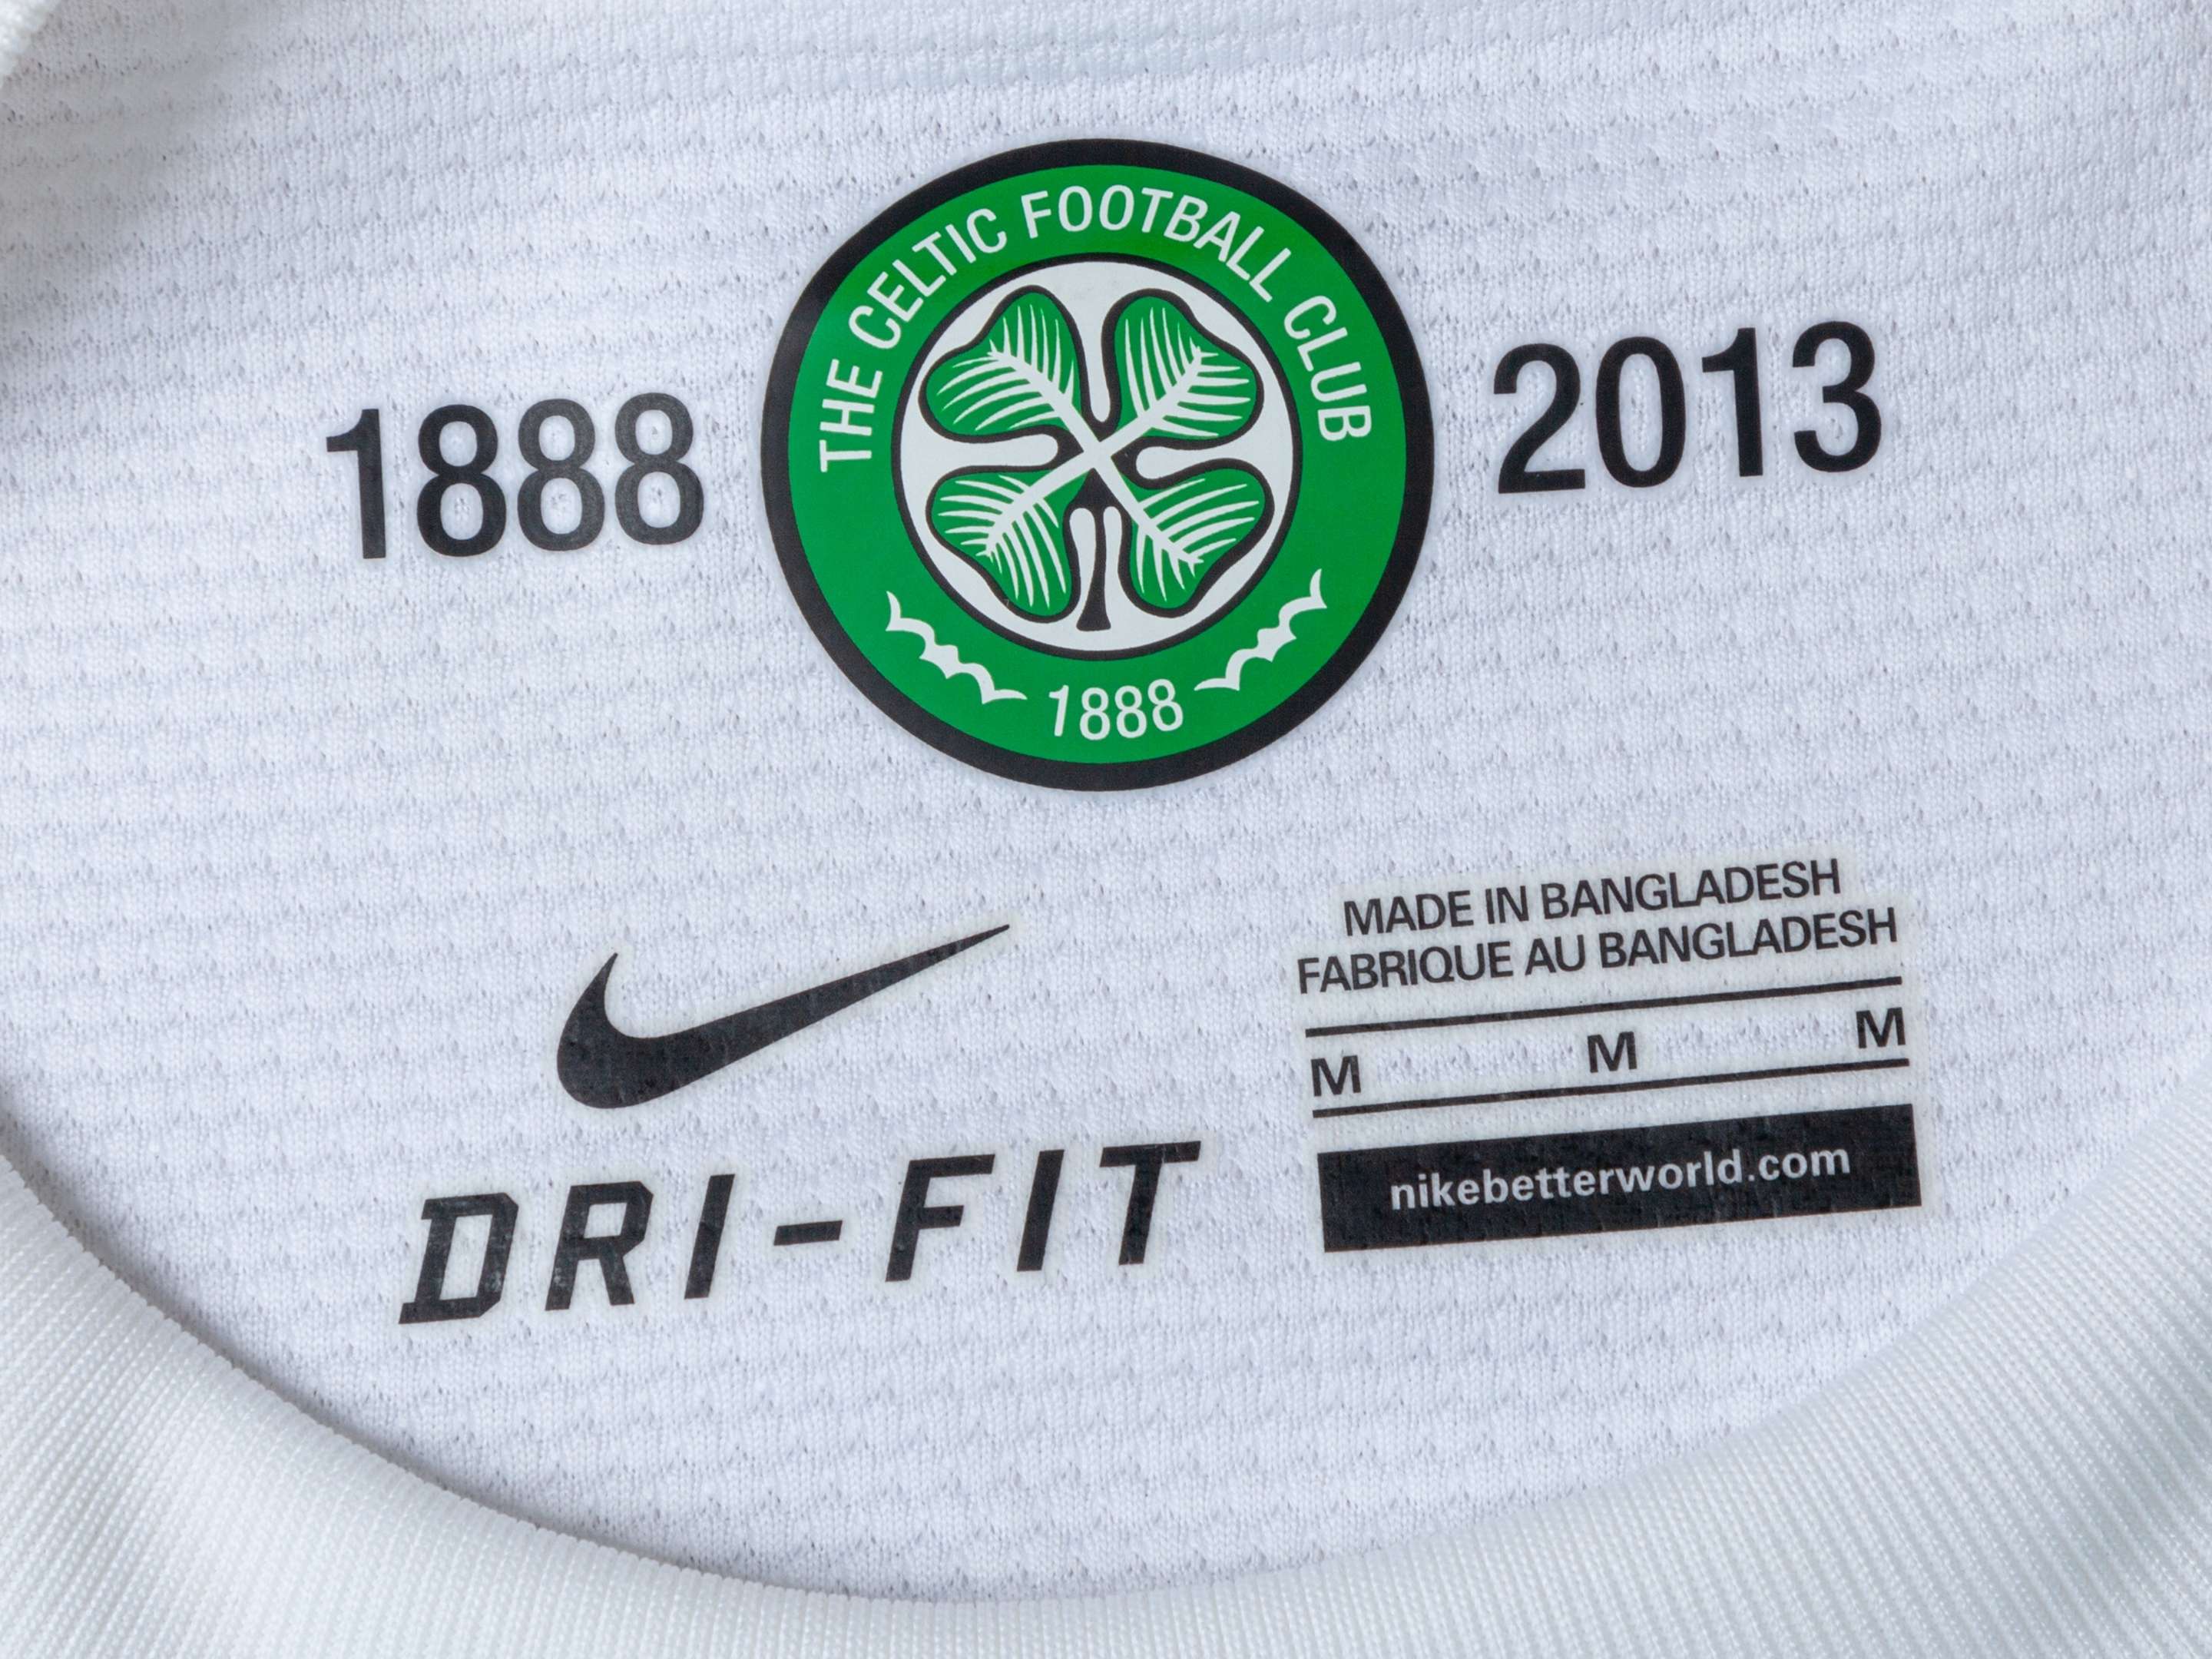 THE CELTIC FOOTBALL CLUB
1888
1888 2013
MADE IN BANGLADESH
FABRIQUE AU BANGLADESH
M M M
nikebetterworld.com
DRI-FIT